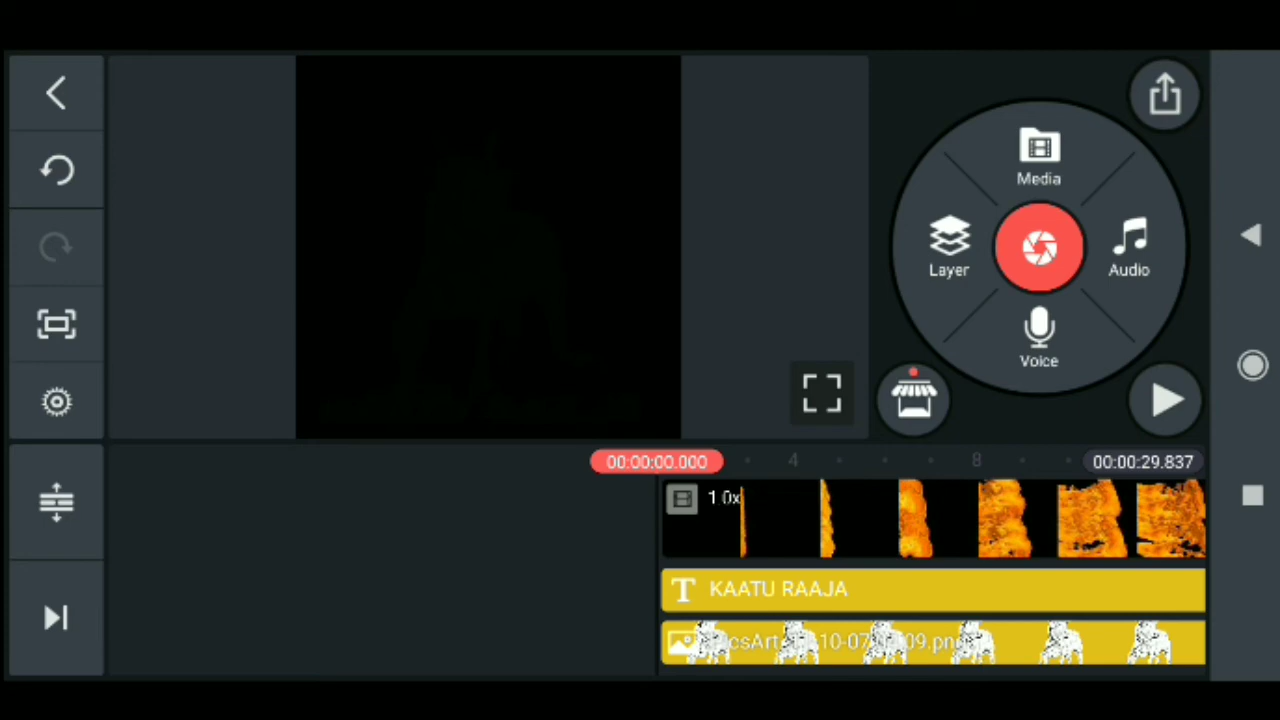 Media
Layer
Audio
Voice
00:00:00.000
4
8
00:00:29.837
1.0x
T KAATU RAAJA